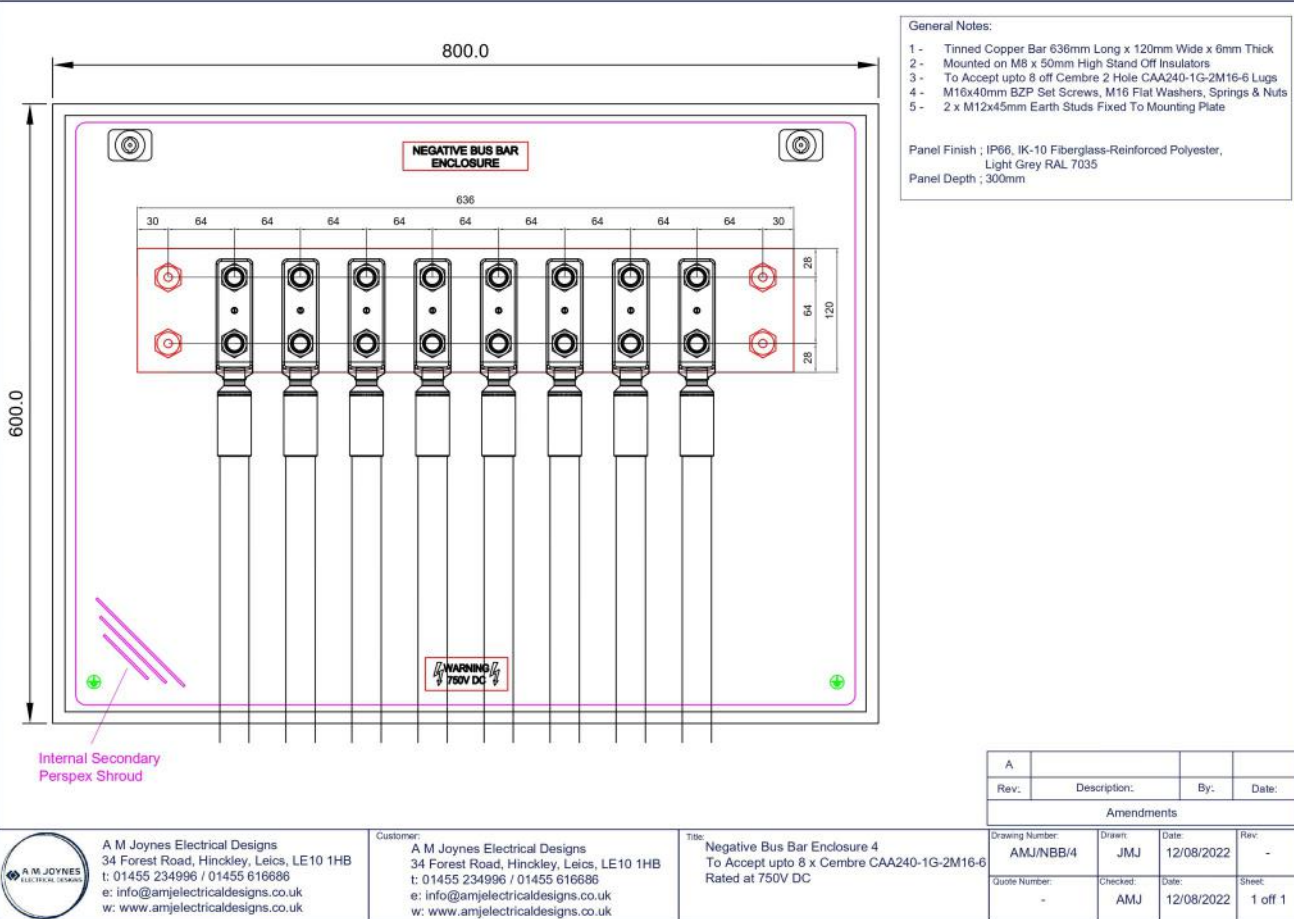 800.0
General Notes:
1 - Tinned Copper Bar 636mm Long x 120mm Wide x 6mm Thick
2 - Mounted on M8 x 50mm High Stand Off Insulators
3 - To Accept upto 8 off Cembre 2 Hole CAA240-1G-2M16-6 Lugs
4 - M16x40mm BZP Set Screws, M16 Flat Washers, Springs & Nuts
5 - 2 x M12x45mm Earth Studs Fixed To Mounting Plate
Panel Finish ; IP66, IK-10 Fiberglass-Reinforced Polyester,
Light Grey RAL 7035
Panel Depth ; 300mm
NEGATIVE BUS BAR
ENCLOSURE
636
30 64 64 64 64 64 64 64 64 64 30
28
64
120
28
600.0
WARNING
750V DC
Internal Secondary
Perspex Shroud
A
Rev: Description: By: Date:
Amendments
A M JOYNES
ELECTRICAL DESIGNS
A M Joynes Electrical Designs
34 Forest Road, Hinckley, Leics, LE10 1HB
t: 01455 234996 / 01455 616686
e: info@amjelectricaldesigns.co.uk
w: www.amjelectricaldesigns.co.uk
Customer:
A M Joynes Electrical Designs
34 Forest Road, Hinckley, Leics, LE10 1HB
t: 01455 234996 / 01455 616686
e: info@amjelectricaldesigns.co.uk
w: www.amjelectricaldesigns.co.uk
Title:
Negative Bus Bar Enclosure 4
To Accept upto 8 x Cembre CAA240-1G-2M16-6
Rated at 750V DC
Drawing Number: Drawn: Date: Rev:
AMJ/NBB/4 JMJ 12/08/2022 -
Quote Number: Checked: Date: Sheet:
- AMJ 12/08/2022 1 off 1